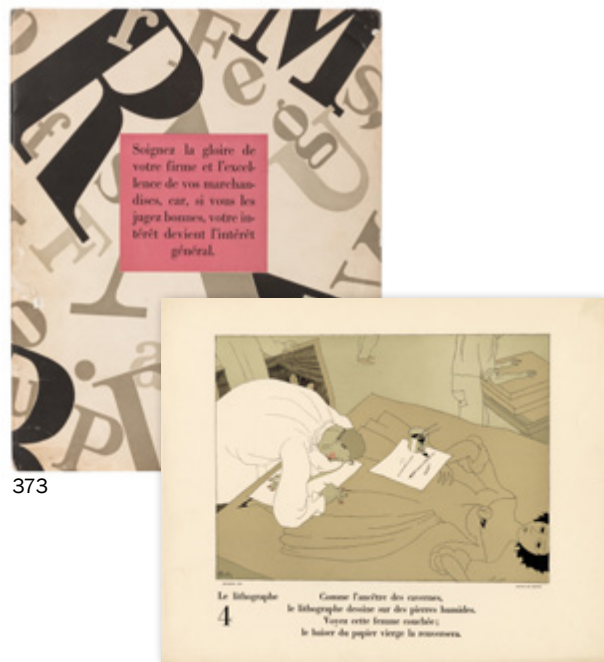 Soignez la gloire de
votre firme et l'excel-
lence de vos marchan-
dises, car, si vous les
jugez bonnes, votre in-
térêt devient l'intérêt
général.
373
Le lithographe
4
Comme l'ancêtre des cavernes,
le lithographe dessine sur des pierres humides.
Voyez cette femme couchée;
le baiser du papier vierge la renversera.